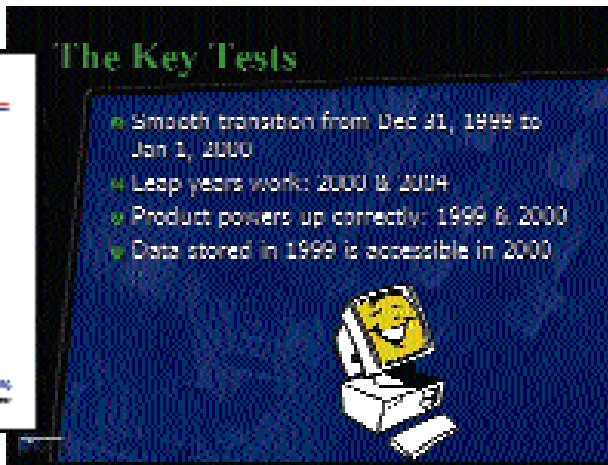 The Key Tests
Smooth transition from Dec 31, 1999 to
Jan 1, 2000
Leap years work: 2000 & 2004
Product powers up correctly: 1999 & 2000
Data stored in 1999 is accessible in 2000